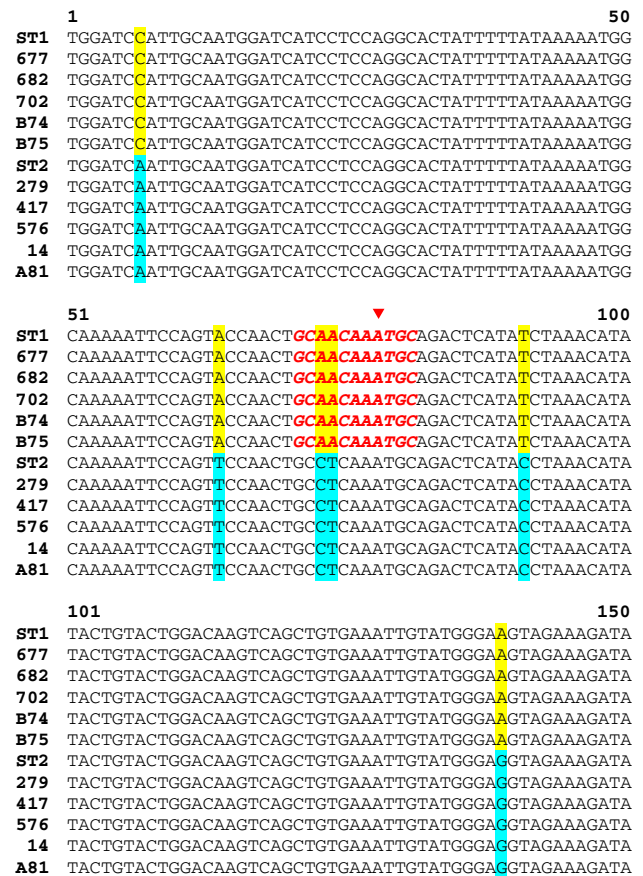 1 50
ST1 TGGATCCATTGCAATGGATCATCCTCCAGGCACTATTTTTATAAAAATGG
677 TGGATCCATTGCAATGGATCATCCTCCAGGCACTATTTTTATAAAAATGG
682 TGGATCCATTGCAATGGATCATCCTCCAGGCACTATTTTTATAAAAATGG
702 TGGATCCATTGCAATGGATCATCCTCCAGGCACTATTTTTATAAAAATGG
B74 TGGATCCATTGCAATGGATCATCCTCCAGGCACTATTTTTATAAAAATGG
B75 TGGATCCATTGCAATGGATCATCCTCCAGGCACTATTTTTATAAAAATGG
ST2 TGGATCAATTGCAATGGATCATCCTCCAGGCACTATTTTTATAAAAATGG
279 TGGATCAATTGCAATGGATCATCCTCCAGGCACTATTTTTATAAAAATGG
417 TGGATCAATTGCAATGGATCATCCTCCAGGCACTATTTTTATAAAAATGG
576 TGGATCAATTGCAATGGATCATCCTCCAGGCACTATTTTTATAAAAATGG
14 TGGATCAATTGCAATGGATCATCCTCCAGGCACTATTTTTATAAAAATGG
A81 TGGATCAATTGCAATGGATCATCCTCCAGGCACTATTTTTATAAAAATGG
51 100
ST1 CAAAAATTCCAGTACCAACTGCAACAAATGCAGACTCATATCTAAACATA
677 CAAAAATTCCAGTACCAACTGCAACAAATGCAGACTCATATCTAAACATA
682 CAAAAATTCCAGTACCAACTGCAACAAATGCAGACTCATATCTAAACATA
702 CAAAAATTCCAGTACCAACTGCAACAAATGCAGACTCATATCTAAACATA
B74 CAAAAATTCCAGTACCAACTGCAACAAATGCAGACTCATATCTAAACATA
B75 CAAAAATTCCAGTACCAACTGCAACAAATGCAGACTCATATCTAAACATA
ST2 CAAAAATTCCAGTTCCAACTGCCTCAAATGCAGACTCATACCTAAACATA
279 CAAAAATTCCAGTTCCAACTGCCTCAAATGCAGACTCATACCTAAACATA
417 CAAAAATTCCAGTTCCAACTGCCTCAAATGCAGACTCATACCTAAACATA
576 CAAAAATTCCAGTTCCAACTGCCTCAAATGCAGACTCATACCTAAACATA
14 CAAAAATTCCAGTTCCAACTGCCTCAAATGCAGACTCATACCTAAACATA
A81 CAAAAATTCCAGTTCCAACTGCCTCAAATGCAGACTCATACCTAAACATA
101 150
ST1 TACTGTACTGGACAAGTCAGCTGTGAAATTGTATGGGAAGTAGAAAGATA
677 TACTGTACTGGACAAGTCAGCTGTGAAATTGTATGGGAAGTAGAAAGATA
682 TACTGTACTGGACAAGTCAGCTGTGAAATTGTATGGGAAGTAGAAAGATA
702 TACTGTACTGGACAAGTCAGCTGTGAAATTGTATGGGAAGTAGAAAGATA
B74 TACTGTACTGGACAAGTCAGCTGTGAAATTGTATGGGAAGTAGAAAGATA
B75 TACTGTACTGGACAAGTCAGCTGTGAAATTGTATGGGAAGTAGAAAGATA
ST2 TACTGTACTGGACAAGTCAGCTGTGAAATTGTATGGGAGGTAGAAAGATA
279 TACTGTACTGGACAAGTCAGCTGTGAAATTGTATGGGAGGTAGAAAGATA
417 TACTGTACTGGACAAGTCAGCTGTGAAATTGTATGGGAGGTAGAAAGATA
576 TACTGTACTGGACAAGTCAGCTGTGAAATTGTATGGGAGGTAGAAAGATA
14 TACTGTACTGGACAAGTCAGCTGTGAAATTGTATGGGAGGTAGAAAGATA
A81 TACTGTACTGGACAAGTCAGCTGTGAAATTGTATGGGAGGTAGAAAGATA